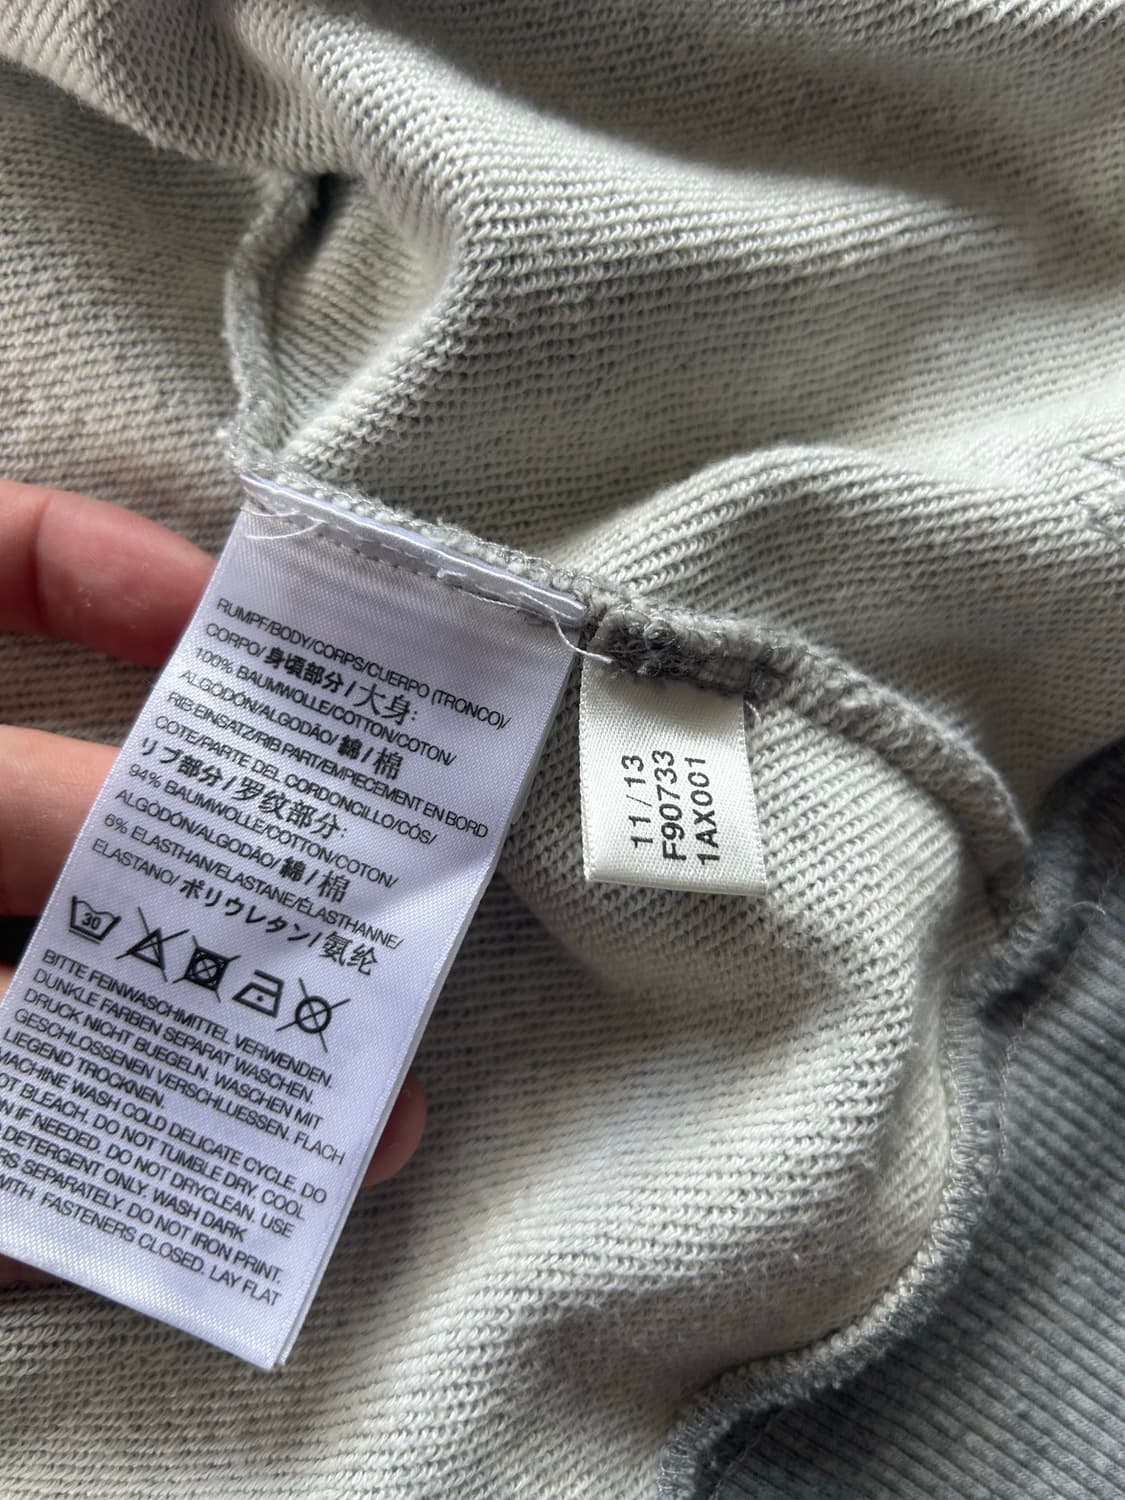 RUMPF/BODY/CORPS/CUERPO (TRONCO)/
CORPO/身頃部分/大身:
100% BAUMWOLLE/COTTON/COTON/
ALGODÓN/ALGODÃO/綿/棉
RIB EINSATZ/RIB PART/EMPIECEMENT EN BORD
COTE/PARTE DEL CORDONCILLO/CÓS/
リブ部分/罗纹部分:
94% BAUMWOLLE/COTTON/COTON/
ALGODÓN/ALGODÃO/綿/棉
6% ELASTHAN/ELASTANE/ÉLASTHANNE/
ELASTANO/ポリウレタン/氨纶
30
BITTE FEINWASCHMITTEL VERWENDEN.
DUNKLE FARBEN SEPARAT WASCHEN.
DRUCK NICHT BUEGELN. WASCHEN MIT
GESCHLOSSENEN VERSCHLUESSEN. FLACH
LIEGEND TROCKNEN.
MACHINE WASH COLD DELICATE CYCLE. DO
OT BLEACH. DO NOT TUMBLE DRY. COOL
N IF NEEDED. DO NOT DRYCLEAN. USE
DETERGENT ONLY. WASH DARK
RS SEPARATELY. DO NOT IRON PRINT.
WITH FASTENERS CLOSED. LAY FLAT
11/13
F90733
1AX001